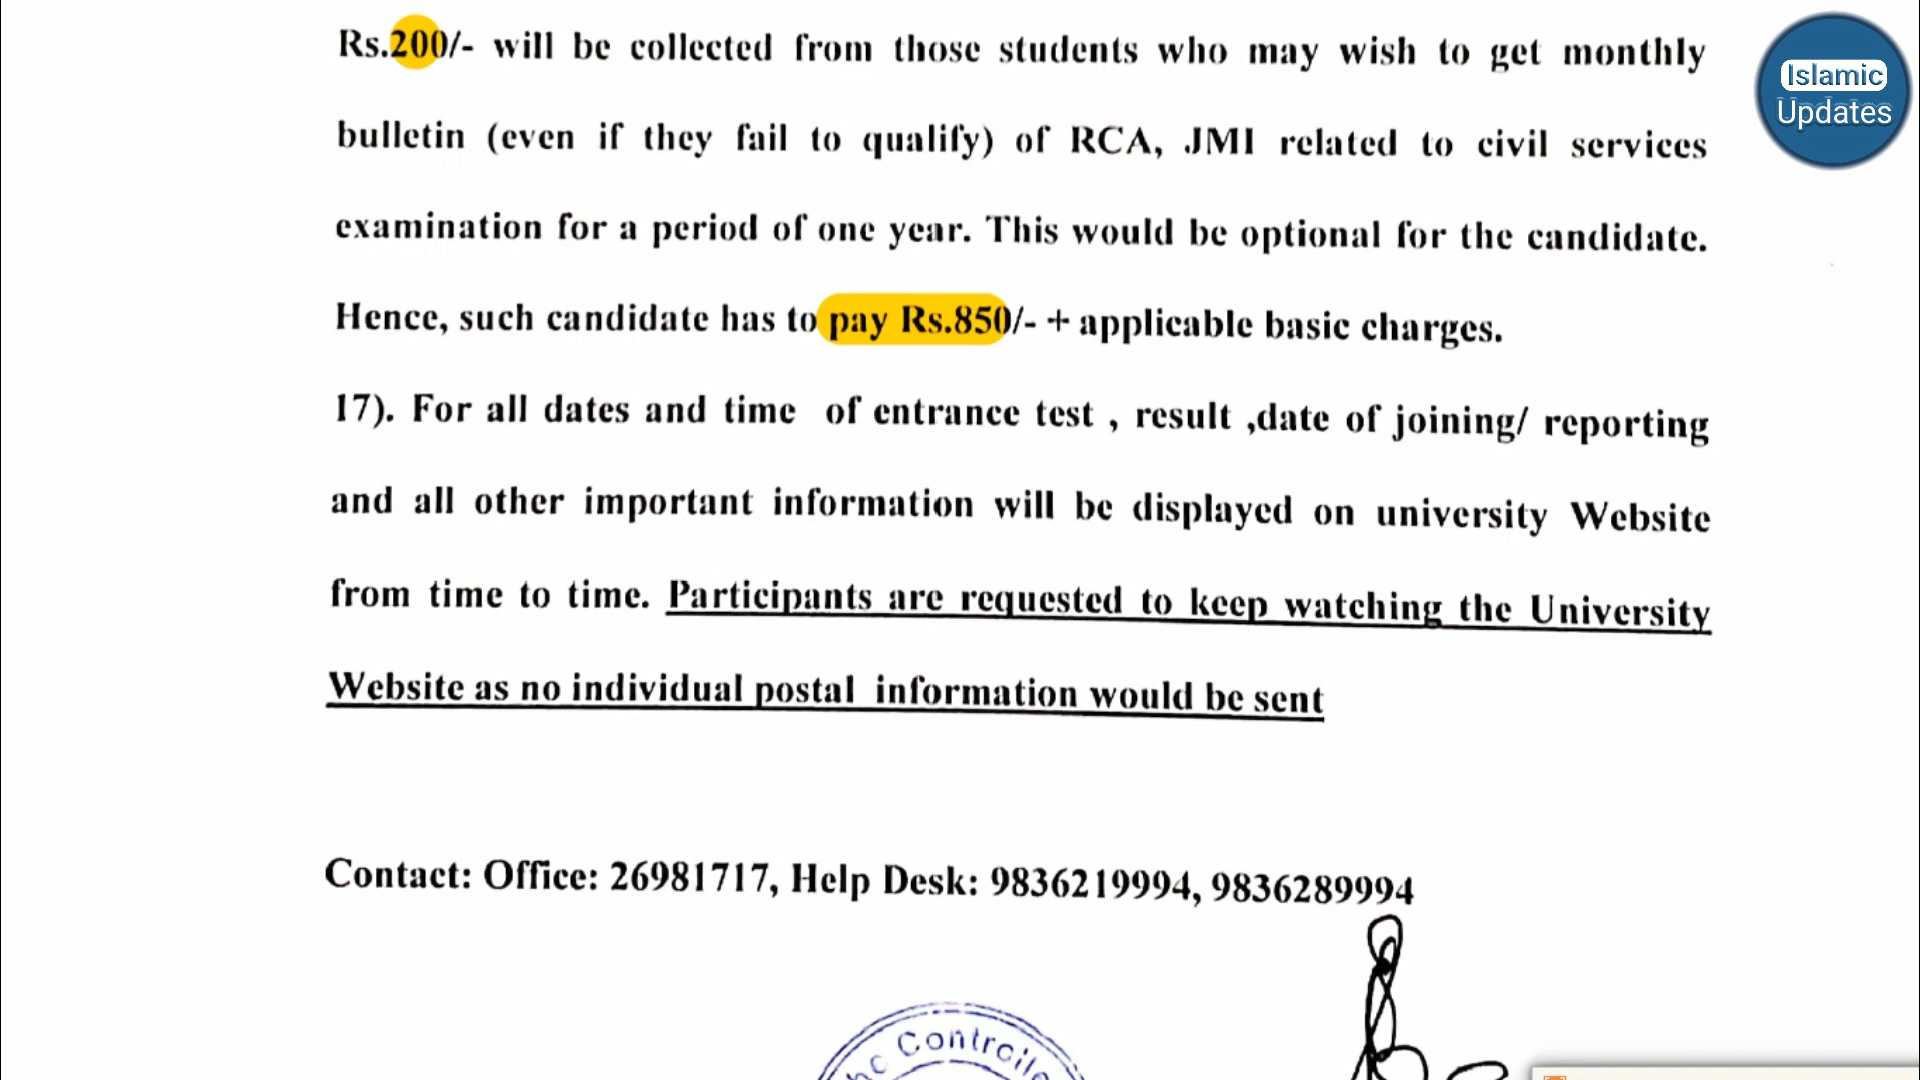 Rs.200/- will be collected from those students who may wish to get monthly
bulletin (even if they fail to qualify) of RCA, JMI related to civil services
examination for a period of one year. This would be optional for the candidate.
Hence, such candidate has to pay Rs.850/- + applicable basic charges.
17). For all dates and time of entrance test , result ,date of joining/ reporting
and all other important information will be displayed on university Website
from time to time. Participants are requested to keep watching the University
Website as no individual postal information would be sent
Contact: Office: 26981717, Help Desk: 9836219994, 9836289994
Islamic
Updates